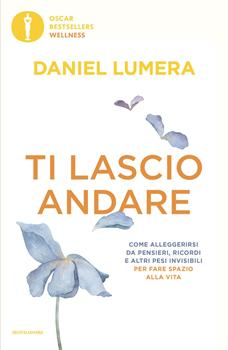 OSCAR
BESTSELLERS
WELLNESS
DANIEL LUMERA
TI LASCIO
ANDARE
COME ALLEGGERIRSI
DA PENSIERI, RICORDI
E ALTRI PESI INVISIBILI
PER FARE SPAZIO
ALLA VITA
MONDADORI